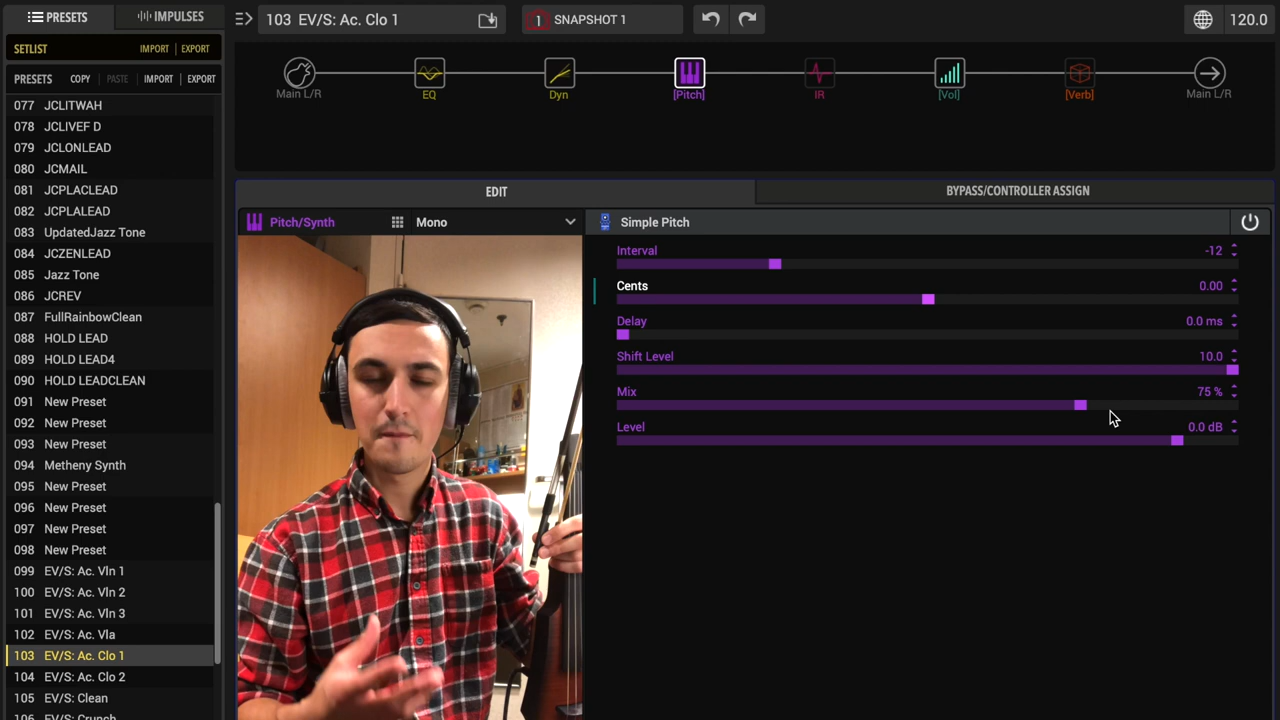 PRESETS
IMPULSES
103 EV/S: Ac. Clo 1
1
SNAPSHOT 1
120.0
SETLIST
IMPORT | EXPORT
PRESETS
COPY
PASTE
IMPORT | EXPORT
077 JCLITWAH
078 JCLIVEF D
079 JCLONLEAD
080 JCMAIL
081 JCPLACLEAD
082 JCPLALEAD
083 UpdatedJazz Tone
084 JCZENLEAD
085 Jazz Tone
086 JCREV
087 FullRainbowClean
088 HOLD LEAD
089 HOLD LEAD4
090 HOLD LEADCLEAN
091 New Preset
092 New Preset
093 New Preset
094 Metheny Synth
095 New Preset
096 New Preset
097 New Preset
098 New Preset
099 EV/S: Ac. Vln 1
100 EV/S: Ac. Vln 2
101 EV/S: Ac. Vln 3
102 EV/S: Ac. Vla
103 EV/S: Ac. Clo 1
104 EV/S: Ac. Clo 2
105 EV/S: Clean
106 EV/S: Crunch
Main L/R
EQ
Dyn
[Pitch]
IR
[Vol]
[Verb]
Main L/R
EDIT
BYPASS/CONTROLLER ASSIGN
Pitch/Synth
Mono
Simple Pitch
Interval -12
Cents 0.00
Delay 0.0 ms
Shift Level 10.0
Mix 75 %
Level 0.0 dB